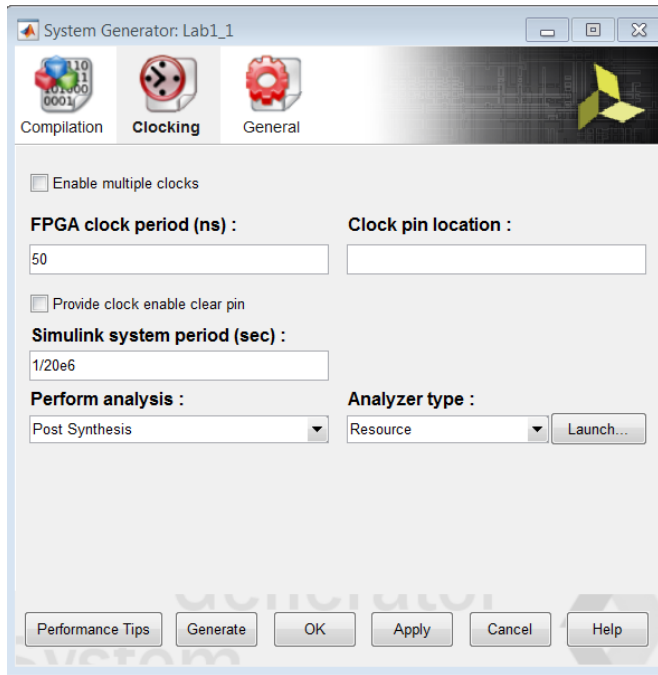 System Generator: Lab1_1
Compilation Clocking General
Enable multiple clocks
FPGA clock period (ns) : Clock pin location :
50
Provide clock enable clear pin
Simulink system period (sec) :
1/20e6
Perform analysis : Analyzer type :
Post Synthesis Resource Launch...
Generator
Performance Tips Generate OK Apply Cancel Help
System